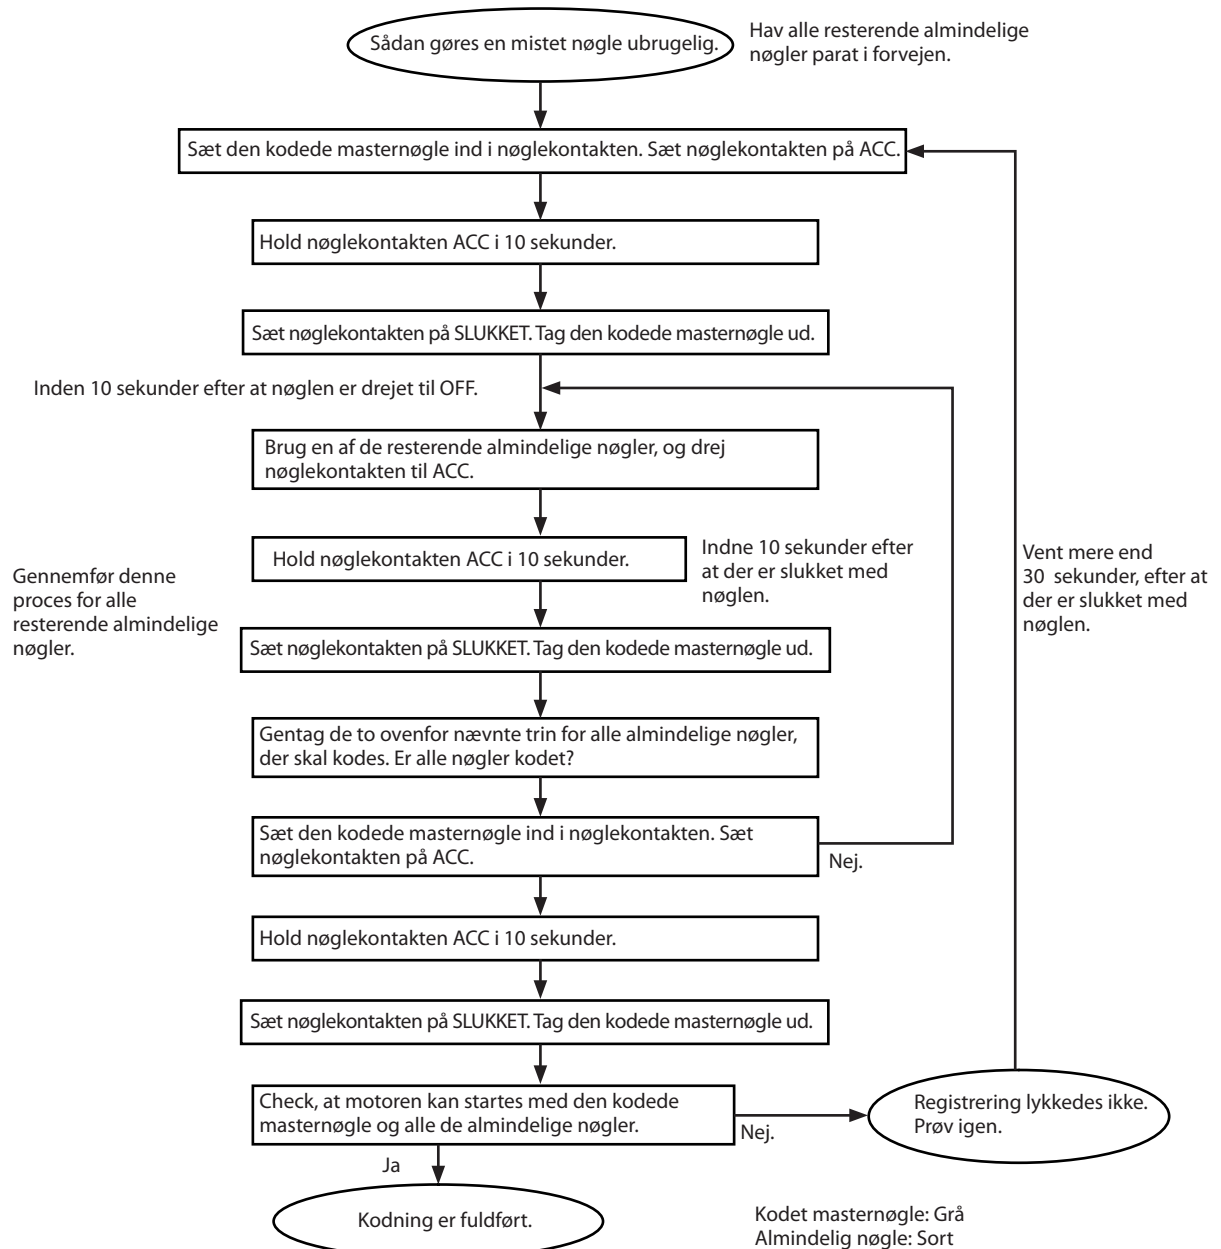 Sådan gøres en mistet nøgle ubrugelig.
Hav alle resterende almindelige
nøgler parat i forvejen.
Sæt den kodede masternøgle ind i nøglekontakten. Sæt nøglekontakten på ACC.
Hold nøglekontakten ACC i 10 sekunder.
Sæt nøglekontakten på SLUKKET. Tag den kodede masternøgle ud.
Inden 10 sekunder efter at nøglen er drejet til OFF.
Brug en af de resterende almindelige nøgler, og drej
nøglekontakten til ACC.
Hold nøglekontakten ACC i 10 sekunder.
Indne 10 sekunder efter
at der er slukket med
nøglen.
Vent mere end
30 sekunder, efter at
der er slukket med
nøglen.
Gennemfør denne
proces for alle
resterende almindelige
nøgler.
Sæt nøglekontakten på SLUKKET. Tag den kodede masternøgle ud.
Gentag de to ovenfor nævnte trin for alle almindelige nøgler,
der skal kodes. Er alle nøgler kodet?
Sæt den kodede masternøgle ind i nøglekontakten. Sæt
nøglekontakten på ACC.
Nej.
Hold nøglekontakten ACC i 10 sekunder.
Sæt nøglekontakten på SLUKKET. Tag den kodede masternøgle ud.
Check, at motoren kan startes med den kodede
masternøgle og alle de almindelige nøgler.
Nej.
Registrering lykkedes ikke.
Prøv igen.
Ja
Kodning er fuldført.
Kodet masternøgle: Grå
Almindelig nøgle: Sort